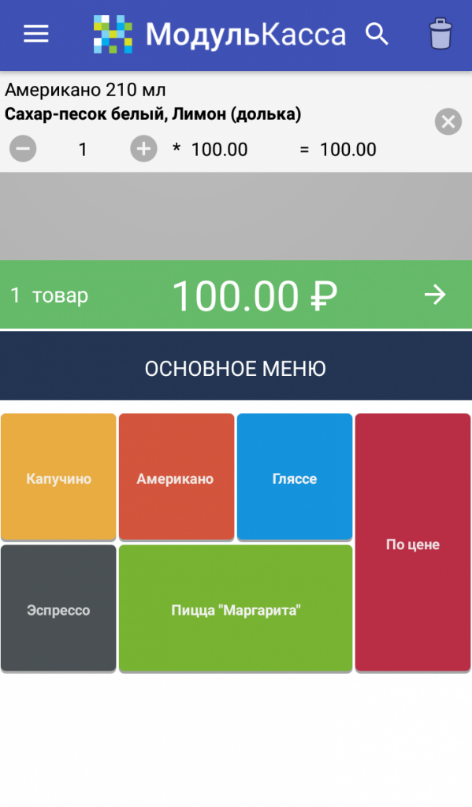 МодульКасса
Американо 210 мл
Сахар-песок белый, Лимон (долька)
1 * 100.00 = 100.00
1 товар 100.00 ₽
ОСНОВНОЕ МЕНЮ
Капучино Американо Гляссе
По цене
Эспрессо Пицца "Маргарита"